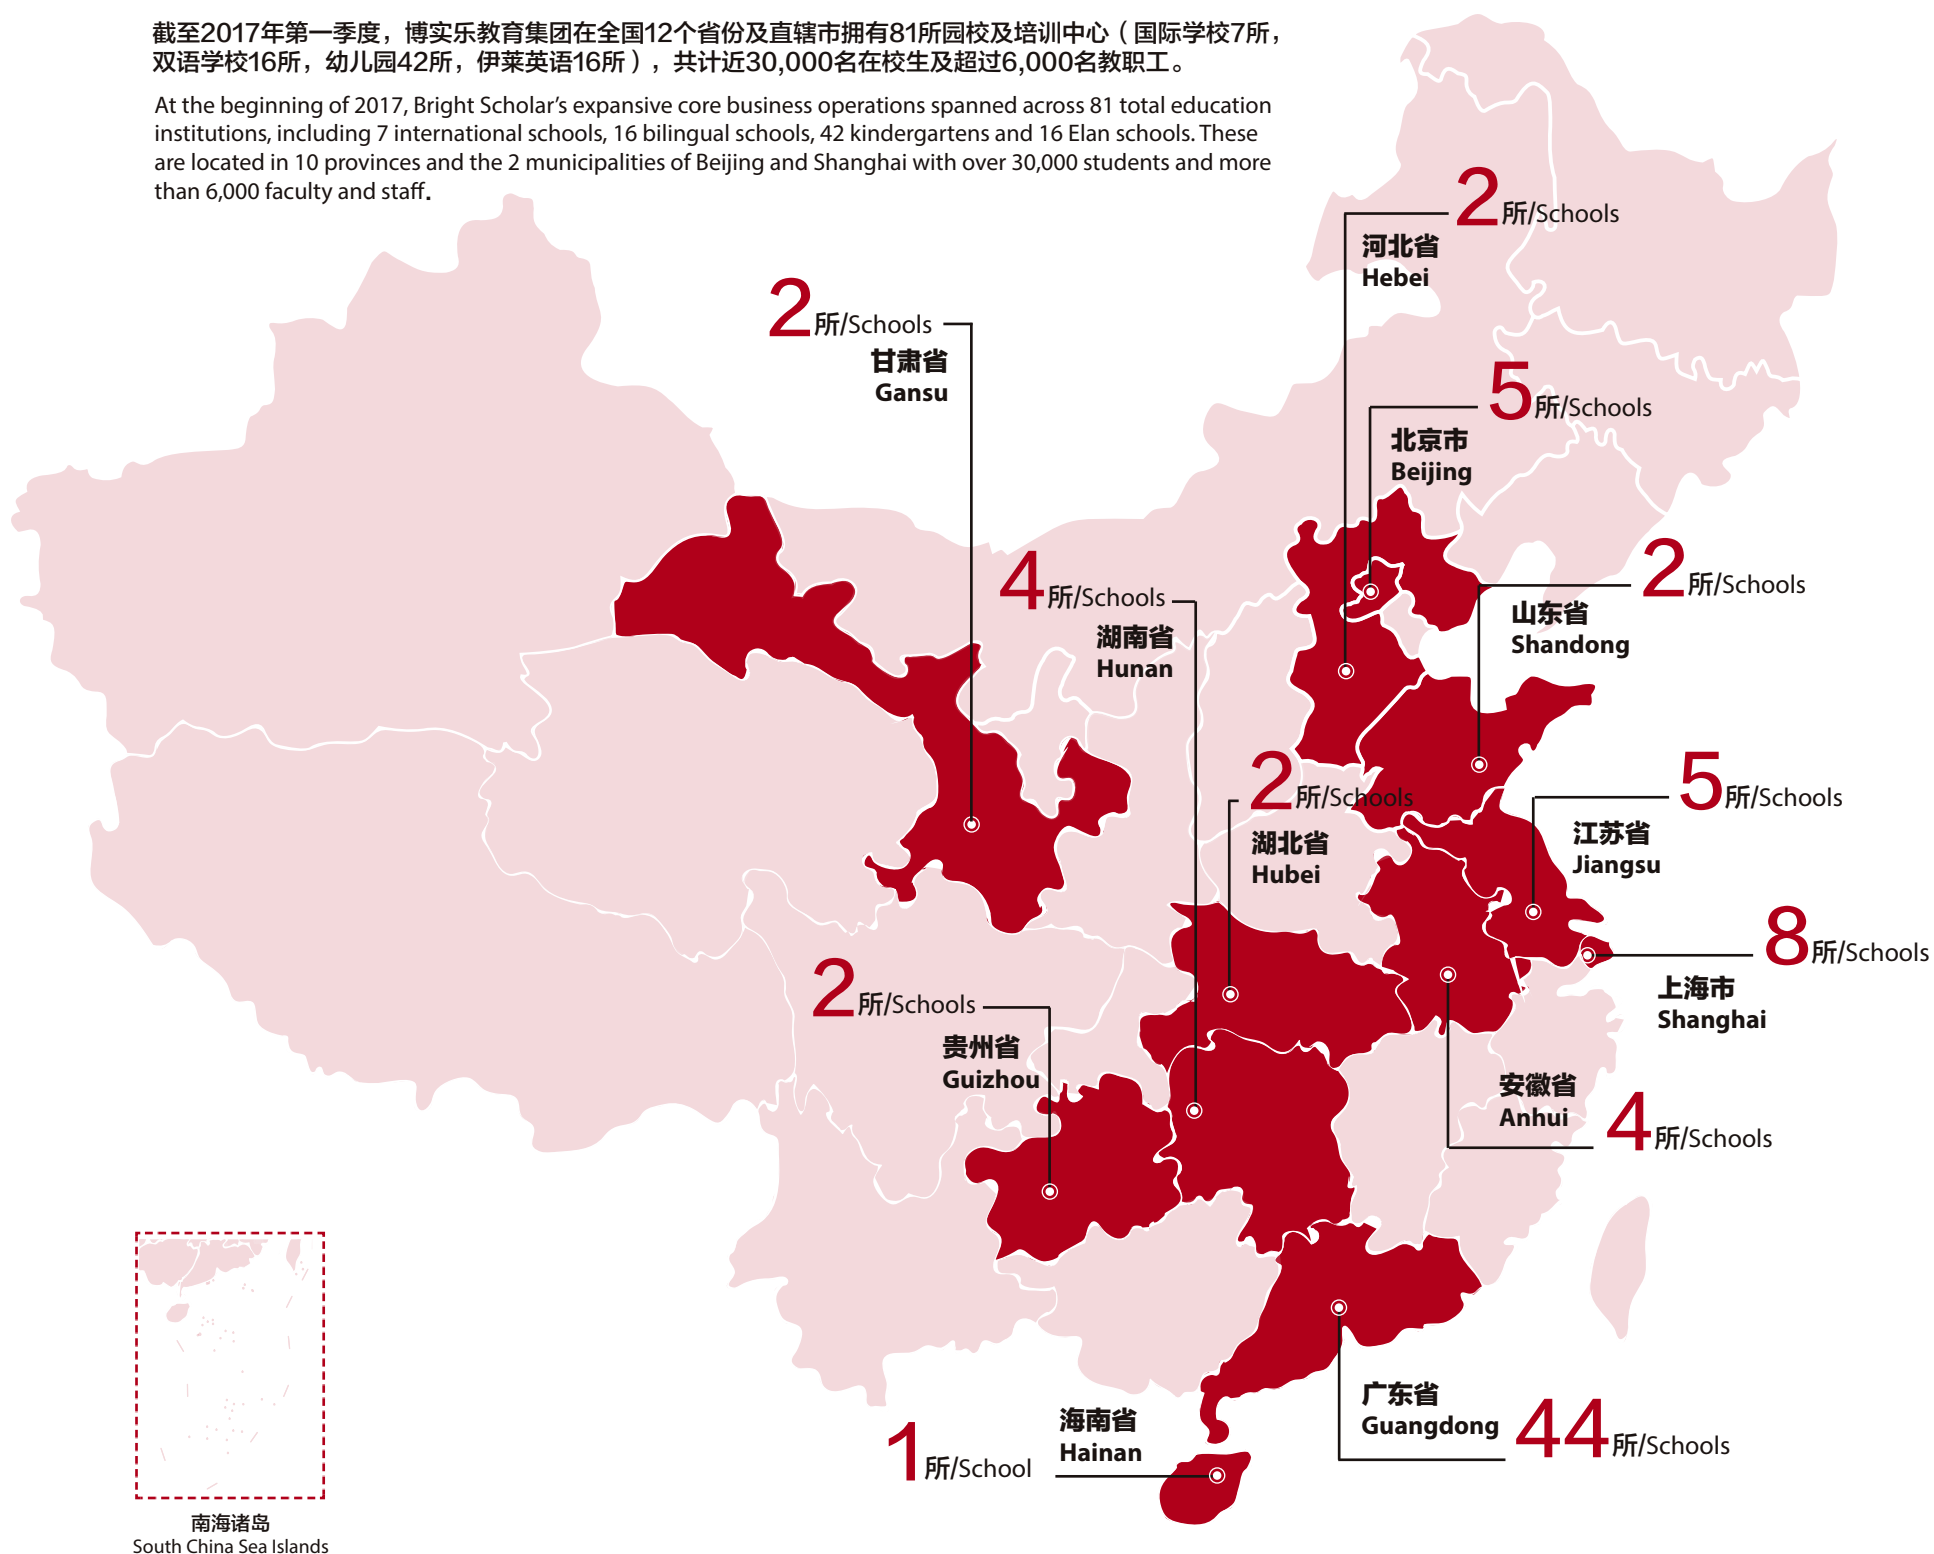 截至2017年第一季度，博实乐教育集团在全国12个省份及直辖市拥有81所园校及培训中心（国际学校7所，
双语学校16所，幼儿园42所，伊莱英语16所），共计近30,000名在校生及超过6,000名教职工。
At the beginning of 2017, Bright Scholar’s expansive core business operations spanned across 81 total education
institutions, including 7 international schools, 16 bilingual schools, 42 kindergartens and 16 Elan schools. These
are located in 10 provinces and the 2 municipalities of Beijing and Shanghai with over 30,000 students and more
than 6,000 faculty and staff.
2所/Schools
河北省
Hebei
2所/Schools
甘肃省
Gansu
5所/Schools
北京市
Beijing
4所/Schools
湖南省
Hunan
2所/Schools
山东省
Shandong
2所/Schools
湖北省
Hubei
5所/Schools
江苏省
Jiangsu
8所/Schools
上海市
Shanghai
2所/Schools
贵州省
Guizhou
安徽省
Anhui
4所/Schools
广东省
Guangdong
44所/Schools
海南省
Hainan
1所/School
南海诸岛
South China Sea Islands